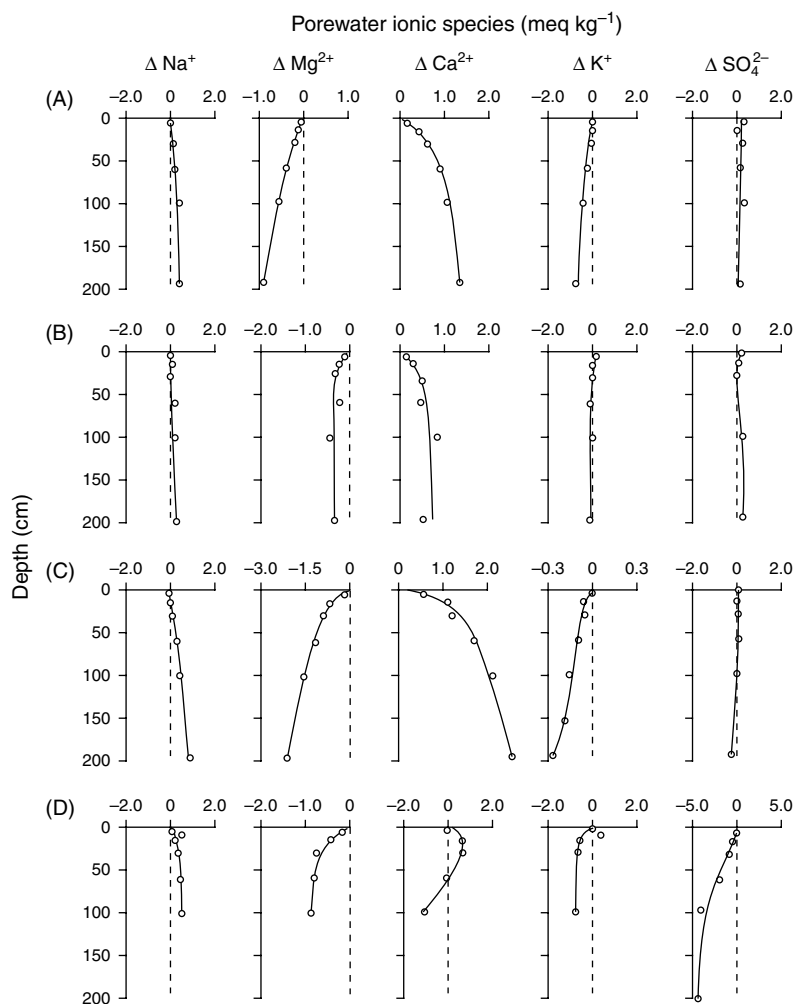 Porewater ionic species (meq kg⁻¹)
Δ Na⁺ Δ Mg²⁺ Δ Ca²⁺ Δ K⁺ Δ SO₄²⁻
(A) −2.0 0 2.0 −1.0 0 1.0 0 1.0 2.0 −2.0 0 2.0 −2.0 0 2.0
0
50
100
150
200
(B) −2.0 0 2.0 −2.0 −1.0 0 0 1.0 2.0 −2.0 0 2.0 −2.0 0 2.0
0
50
100
150
200
Depth (cm)
(C) −2.0 0 2.0 −3.0 −1.5 0 0 1.0 2.0 −0.3 0 0.3 −2.0 0 2.0
0
50
100
150
200
(D) −2.0 0 2.0 −2.0 −1.0 0 −2.0 0 2.0 −2.0 0 2.0 −5.0 0 5.0
0
50
100
150
200